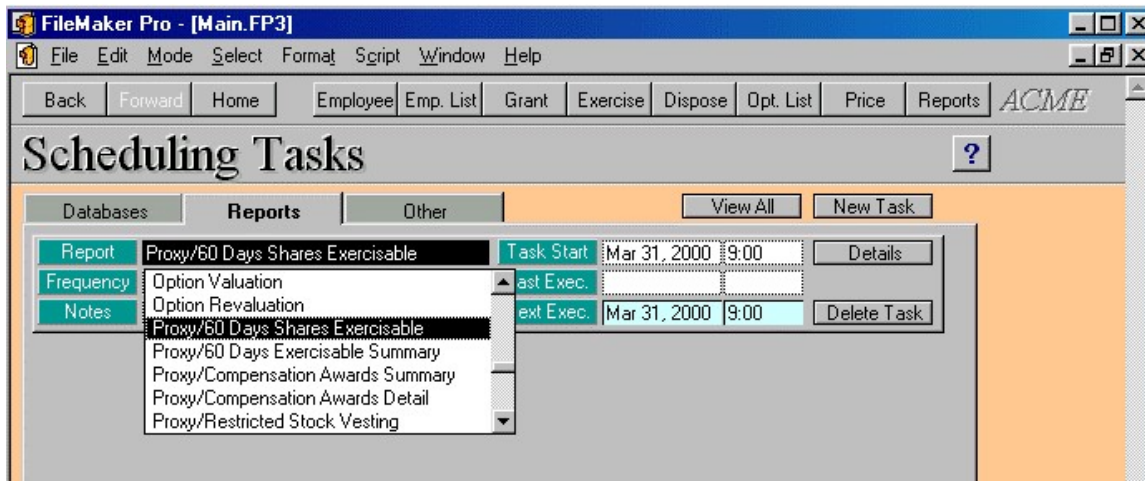 FileMaker Pro - [Main.FP3]
File Edit Mode Select Format Script Window Help
Back Forward Home Employee Emp. List Grant Exercise Dispose Opt. List Price Reports ACME
Scheduling Tasks ?
Databases Reports Other View All New Task
Report Proxy/60 Days Shares Exercisable Task Start Mar 31, 2000 9:00 Details
Frequency Option Valuation ast Exec.
Option Revaluation
Notes Proxy/60 Days Shares Exercisable ext Exec. Mar 31, 2000 9:00 Delete Task
Proxy/60 Days Exercisable Summary
Proxy/Compensation Awards Summary
Proxy/Compensation Awards Detail
Proxy/Restricted Stock Vesting